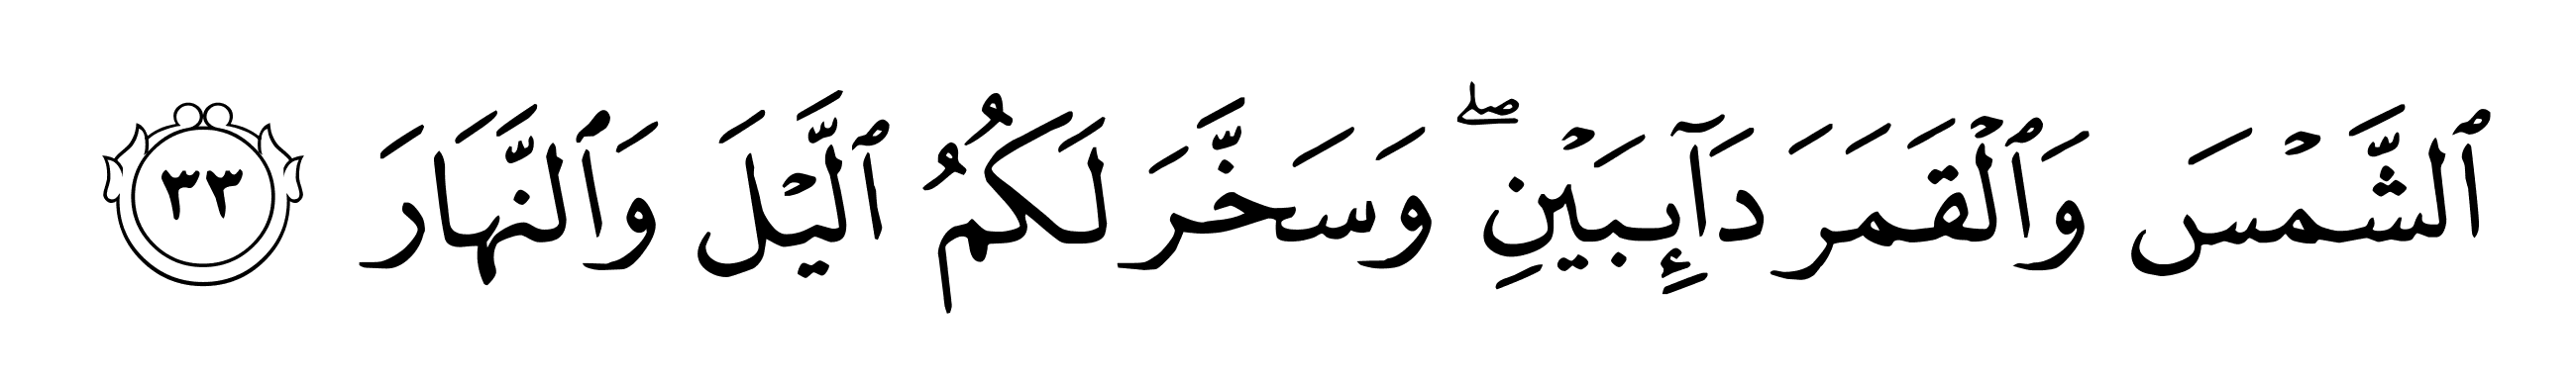 ٱلشَّمْسَ وَٱلْقَمَرَ دَآئِبَيْنِ ۖ وَسَخَّرَ لَكُمُ ٱلَّيْلَ وَٱلنَّهَارَ ٣٣